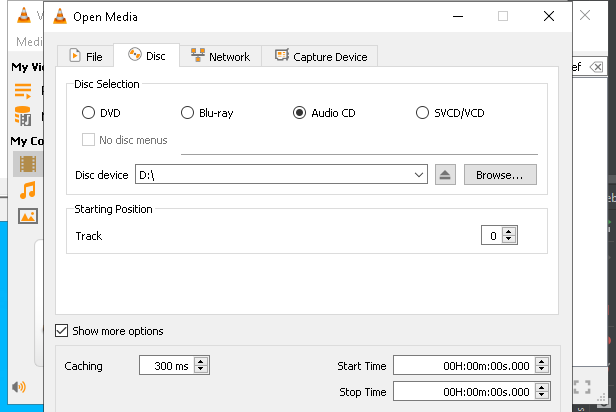 V
Open Media
Medi
File
Disc
Network
Capture Device
My Vi
ef
Disc Selection
DVD
Blu-ray
Audio CD
SVCD/VCD
No disc menus
My Co
Disc device
D:\
Browse...
Starting Position
Track
0
Show more options
Caching
300 ms
Start Time
00H:00m:00s.000
Stop Time
00H:00m:00s.000